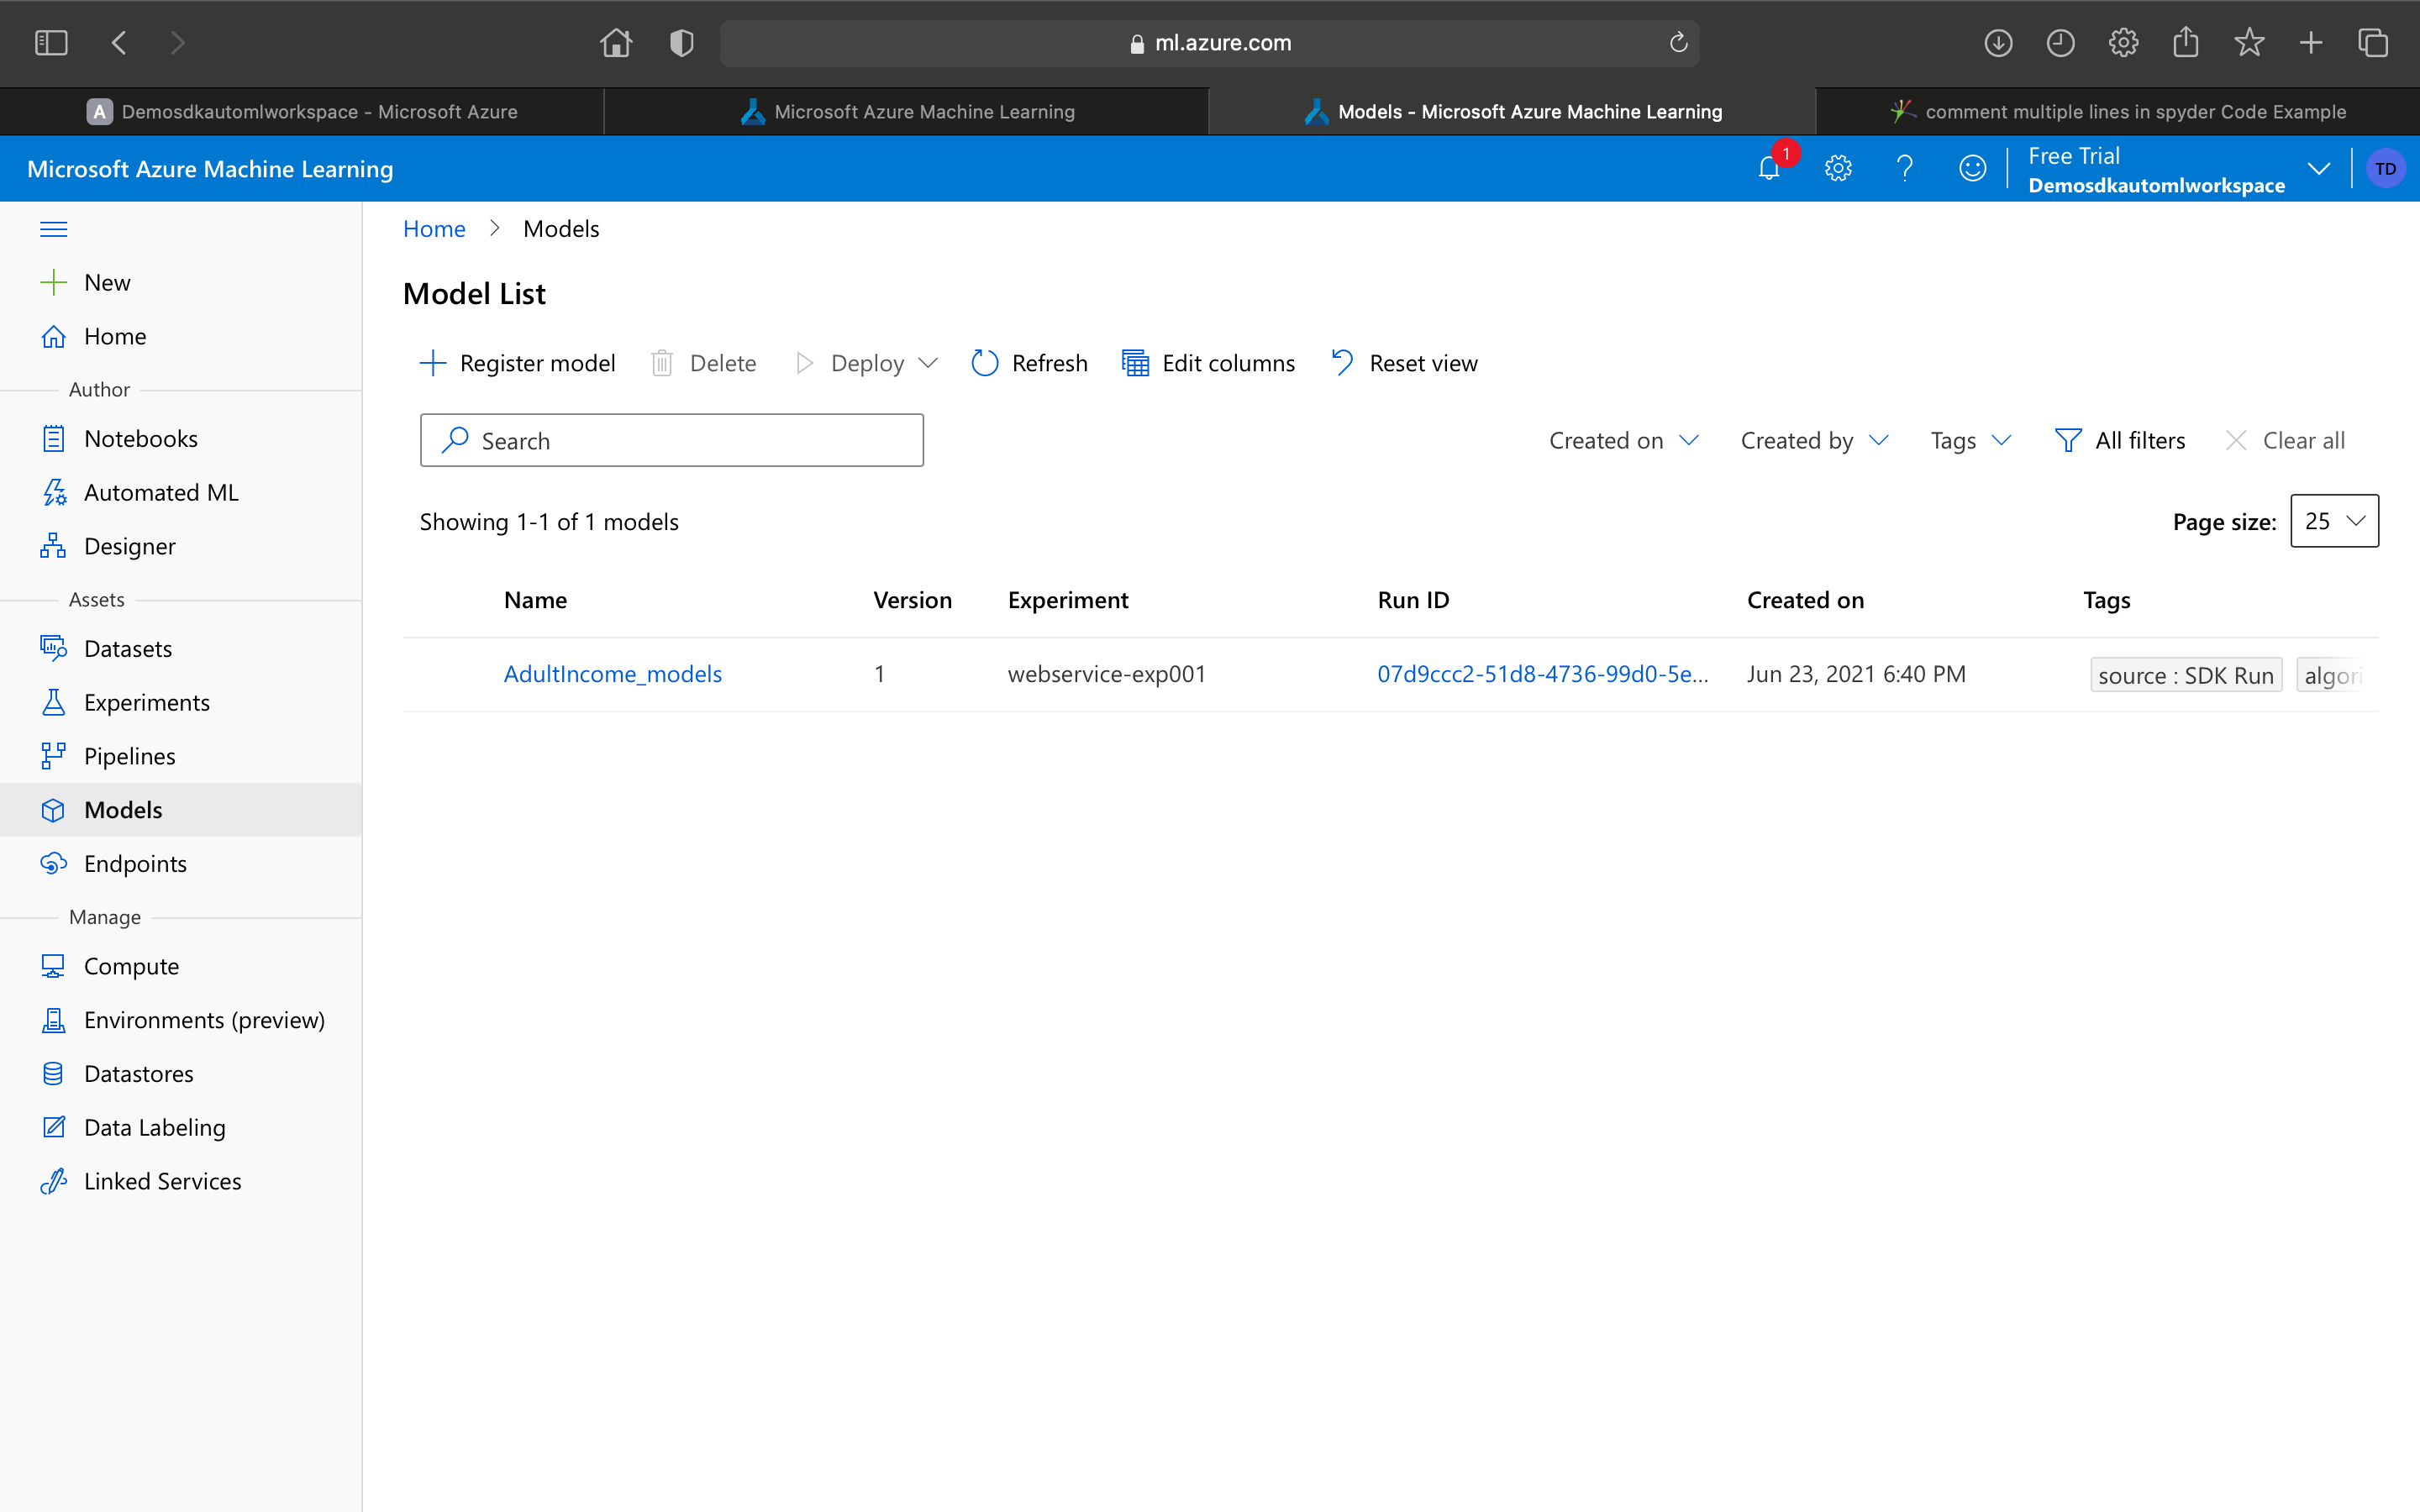 ml.azure.com
A Demosdkautomlworkspace - Microsoft Azure
Microsoft Azure Machine Learning
Models - Microsoft Azure Machine Learning
comment multiple lines in spyder Code Example
Microsoft Azure Machine Learning
1
Free Trial
Demosdkautomlworkspace
TD
New
Home
Author
Notebooks
Automated ML
Designer
Assets
Datasets
Experiments
Pipelines
Models
Endpoints
Manage
Compute
Environments (preview)
Datastores
Data Labeling
Linked Services
Home > Models
Model List
Register model Delete Deploy Refresh Edit columns Reset view
Search
Created on Created by Tags All filters Clear all
Showing 1-1 of 1 models
Page size: 25
Name Version Experiment Run ID Created on Tags
AdultIncome_models 1 webservice-exp001 07d9ccc2-51d8-4736-99d0-5e... Jun 23, 2021 6:40 PM source : SDK Run algori